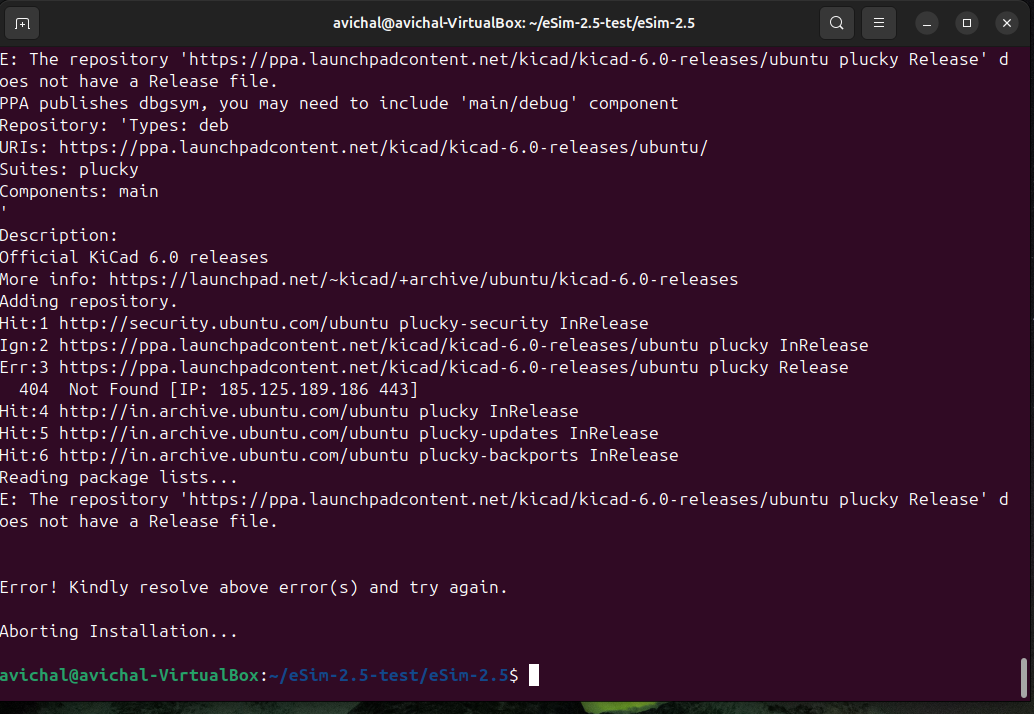 avichal@avichal-VirtualBox: ~/eSim-2.5-test/eSim-2.5
E: The repository 'https://ppa.launchpadcontent.net/kicad/kicad-6.0-releases/ubuntu plucky Release' d
oes not have a Release file.
PPA publishes dbgsym, you may need to include 'main/debug' component
Repository: 'Types: deb
URIs: https://ppa.launchpadcontent.net/kicad/kicad-6.0-releases/ubuntu/
Suites: plucky
Components: main
'
Description:
Official KiCad 6.0 releases
More info: https://launchpad.net/~kicad/+archive/ubuntu/kicad-6.0-releases
Adding repository.
Hit:1 http://security.ubuntu.com/ubuntu plucky-security InRelease
Ign:2 https://ppa.launchpadcontent.net/kicad/kicad-6.0-releases/ubuntu plucky InRelease
Err:3 https://ppa.launchpadcontent.net/kicad/kicad-6.0-releases/ubuntu plucky Release
  404  Not Found [IP: 185.125.189.186 443]
Hit:4 http://in.archive.ubuntu.com/ubuntu plucky InRelease
Hit:5 http://in.archive.ubuntu.com/ubuntu plucky-updates InRelease
Hit:6 http://in.archive.ubuntu.com/ubuntu plucky-backports InRelease
Reading package lists...
E: The repository 'https://ppa.launchpadcontent.net/kicad/kicad-6.0-releases/ubuntu plucky Release' d
oes not have a Release file.
Error! Kindly resolve above error(s) and try again.
Aborting Installation...
avichal@avichal-VirtualBox:~/eSim-2.5-test/eSim-2.5$